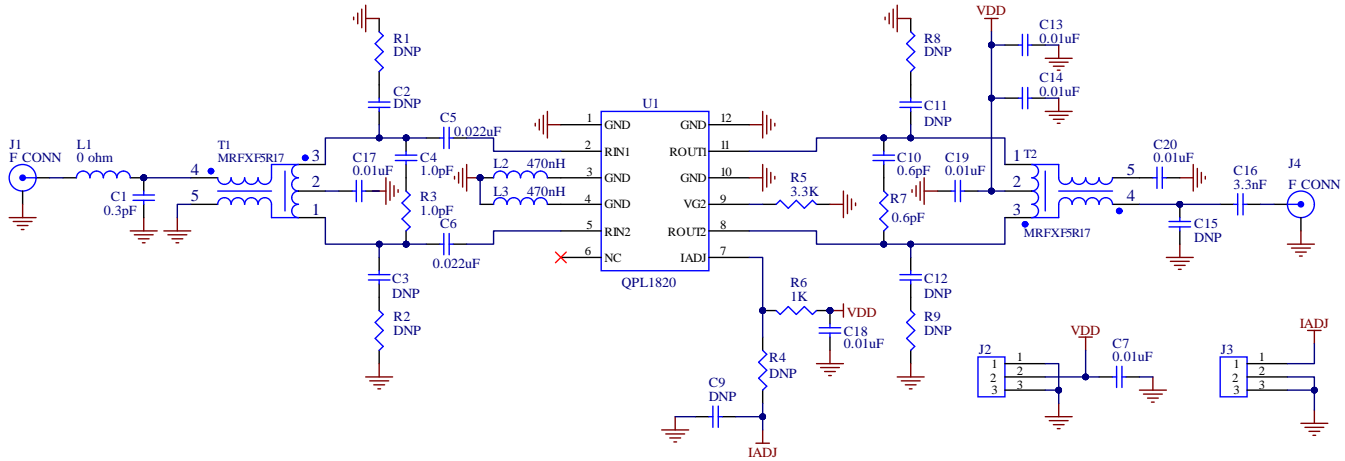 J1
F CONN
L1
0 ohm
C1
0.3pF
T1
MRFXF5R17
4
5
3
2
1
R1
DNP
C2
DNP
C17
0.01uF
C4
1.0pF
R3
1.0pF
C5
0.022uF
C6
0.022uF
C3
DNP
R2
DNP
L2
470nH
L3
470nH
U1
1
GND
2
RIN1
3
GND
4
GND
5
RIN2
6
NC
GND
12
ROUT1
11
GND
10
VG2
9
ROUT2
8
IADJ
7
QPL1820
R5
3.3K
R6
1K
VDD
C18
0.01uF
R4
DNP
C9
DNP
IADJ
R8
DNP
C11
DNP
C10
0.6pF
R7
0.6pF
C12
DNP
R9
DNP
C19
0.01uF
VDD
C13
0.01uF
C14
0.01uF
T2
1
2
3
5
4
MRFXF5R17
C20
0.01uF
C15
DNP
C16
3.3nF
J4
F CONN
J2
1
2
3
1
2
3
VDD
C7
0.01uF
J3
1
2
3
1
2
3
IADJ